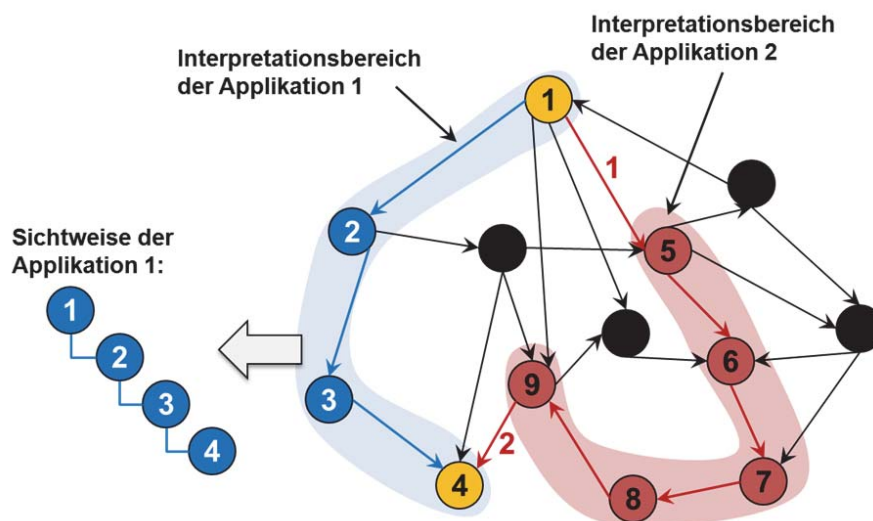 Interpretationsbereich
der Applikation 1
Interpretationsbereich
der Applikation 2
1
1
2
5
Sichtweise der
Applikation 1:
1
2
3
4
9
6
3
2
4
8
7